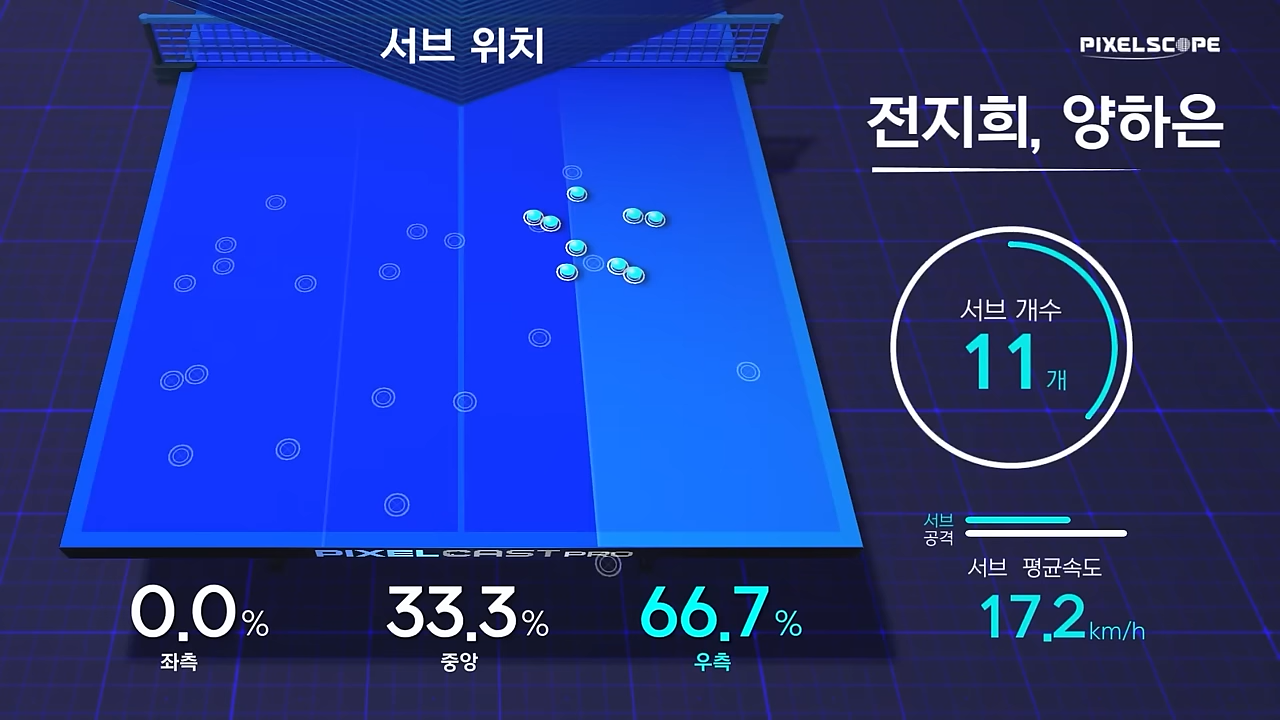 서브 위치
PIXELSCOPE
전지희, 양하은
서브 개수
11개
서브
공격
서브 평균속도
17.2km/h
PIXELCASTPRO
0.0%
좌측
33.3%
중앙
66.7%
우측